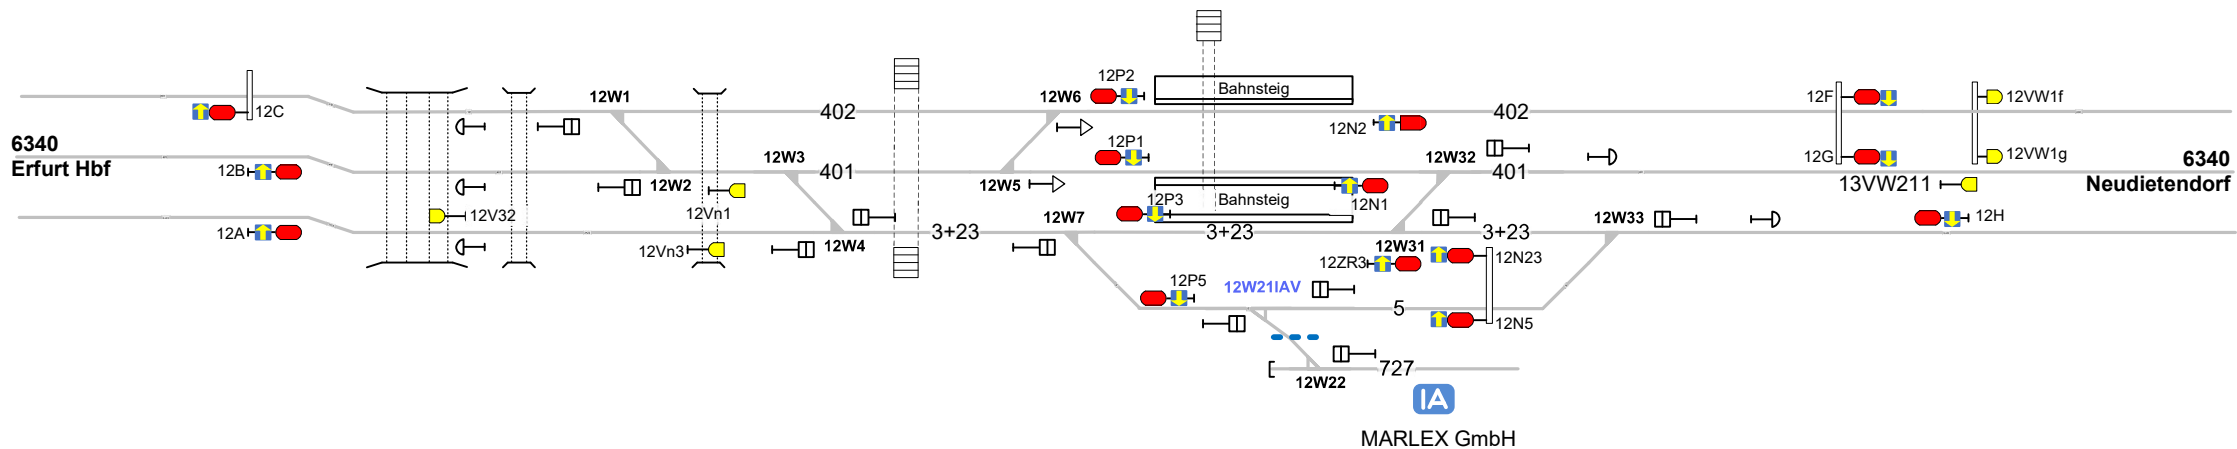 12P2
12W1
12W6
Bahnsteig
12F
12VW1f
12C
402
402
12N2
6340
Erfurt Hbf
12P1
12W3
12W32
12G
12VW1g
6340
Neudietendorf
12B
401
401
12W2
12W5
13VW211
12V32
12Vn1
12P3
Bahnsteig
12N1
12W7
12W33
12H
12A
3+23
3+23
3+23
12Vn3
12W4
12W31
12ZR3
12N23
12P5
12W21IAV
5
12N5
727
12W22
IA
MARLEX GmbH